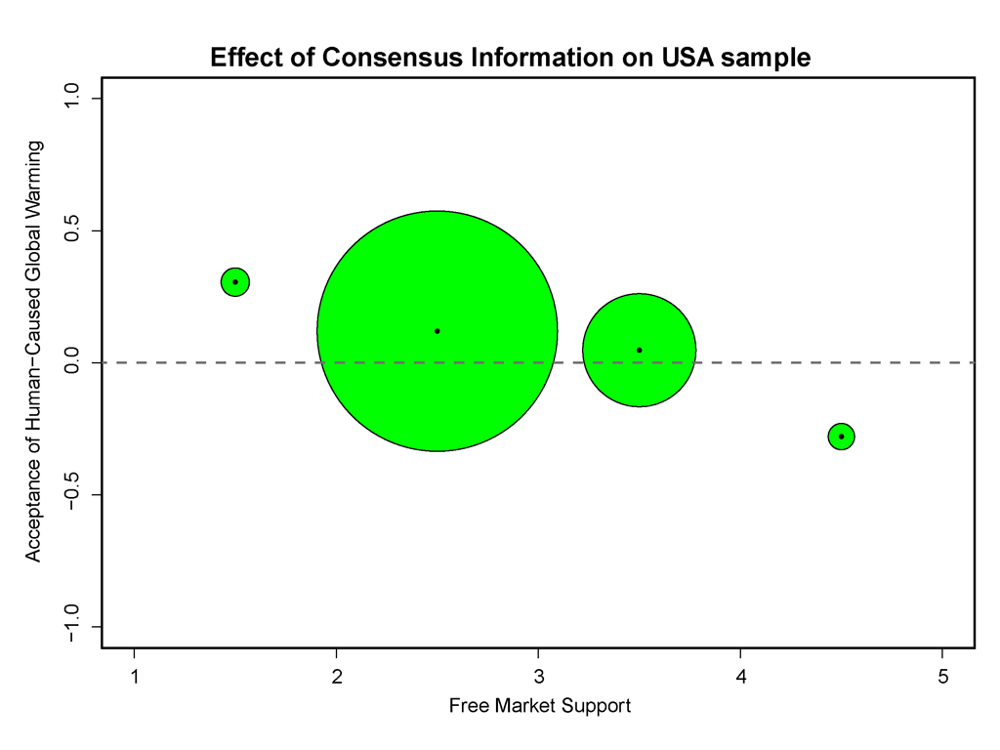 Effect of Consensus Information on USA sample
Acceptance of Human−Caused Global Warming
1.0
0.5
0.0
−0.5
−1.0
1 2 3 4 5
Free Market Support